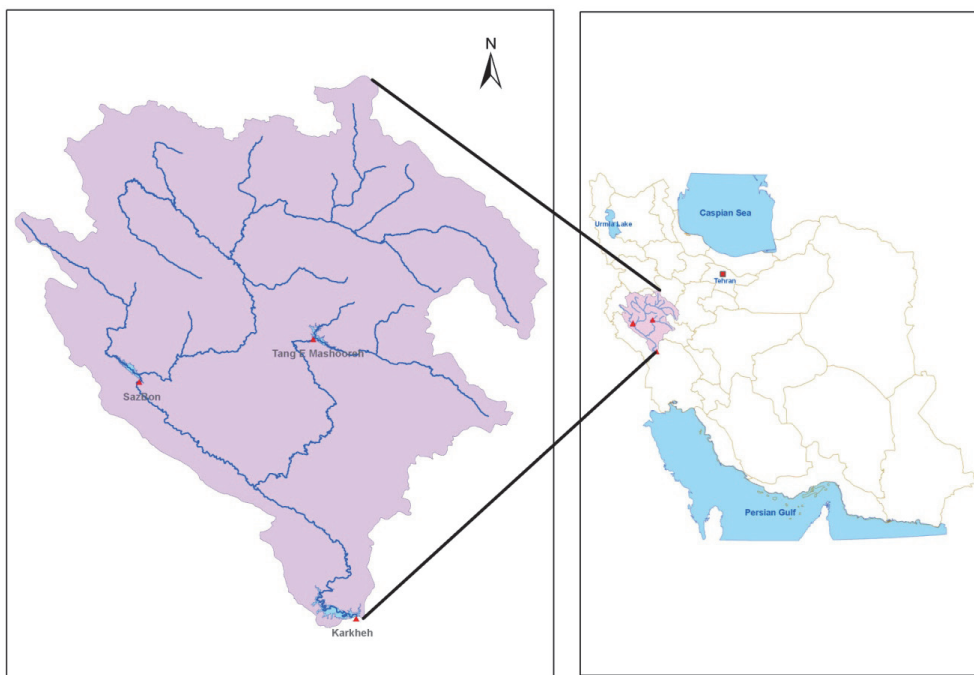 N
Tang E Mashooreh
SazBon
Karkheh
Caspian Sea
Urmia Lake
Tehran
Persian Gulf